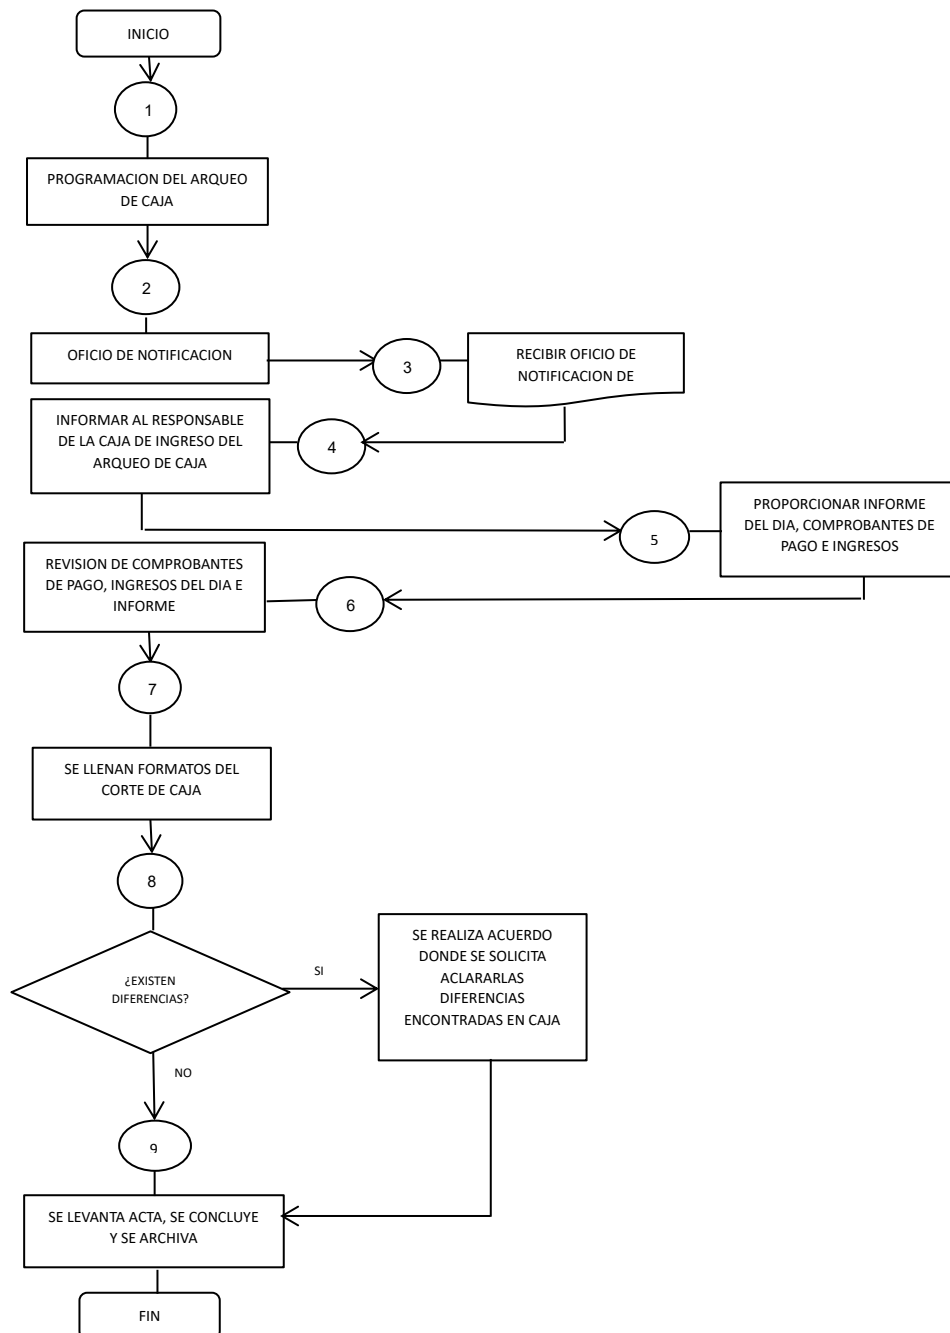 INICIO
1
PROGRAMACION DEL ARQUEO
DE CAJA
2
OFICIO DE NOTIFICACION
3
RECIBIR OFICIO DE
NOTIFICACION DE
INFORMAR AL RESPONSABLE
DE LA CAJA DE INGRESO DEL
ARQUEO DE CAJA
4
PROPORCIONAR INFORME
DEL DIA, COMPROBANTES DE
PAGO E INGRESOS
5
REVISION DE COMPROBANTES
DE PAGO, INGRESOS DEL DIA E
INFORME
6
7
SE LLENAN FORMATOS DEL
CORTE DE CAJA
8
¿EXISTEN
DIFERENCIAS?
SI
SE REALIZA ACUERDO
DONDE SE SOLICITA
ACLARARLAS
DIFERENCIAS
ENCONTRADAS EN CAJA
NO
9
SE LEVANTA ACTA, SE CONCLUYE
Y SE ARCHIVA
FIN